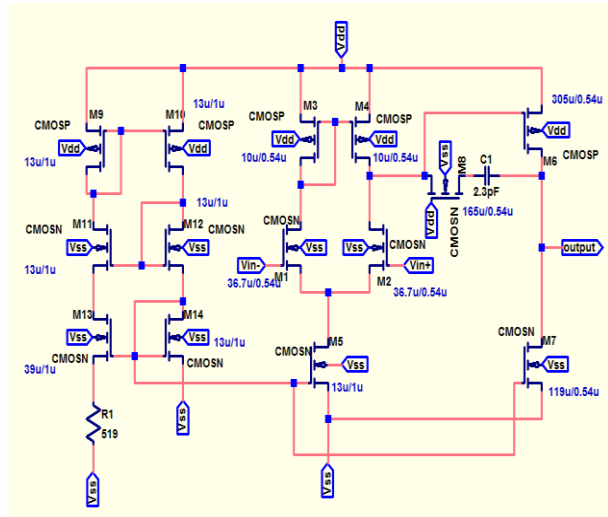 Vdd
M9
13u/1u
M10
M3
M4
305u/0.54u
CMOSP
CMOSP
CMOSP
CMOSP
Vdd
Vdd
Vdd
Vdd
Vdd
13u/1u
10u/0.54u
10u/0.54u
Vss
M8
C1
2.3pF
M6
CMOSP
M11
13u/1u
M12
CMOSN
CMOSN
Vdd
CMOSN
165u/0.54u
Vss
Vss
Vss
Vss
CMOSN
CMOSN
output
13u/1u
Vin-
M1
M2
Vin+
36.7u/0.54u
36.7u/0.54u
M13
M14
M5
M7
CMOSN
Vss
Vss
13u/1u
CMOSN
Vss
Vss
CMOSN
CMOSN
39u/1u
13u/1u
119u/0.54u
R1
519
Vss
Vss
Vss